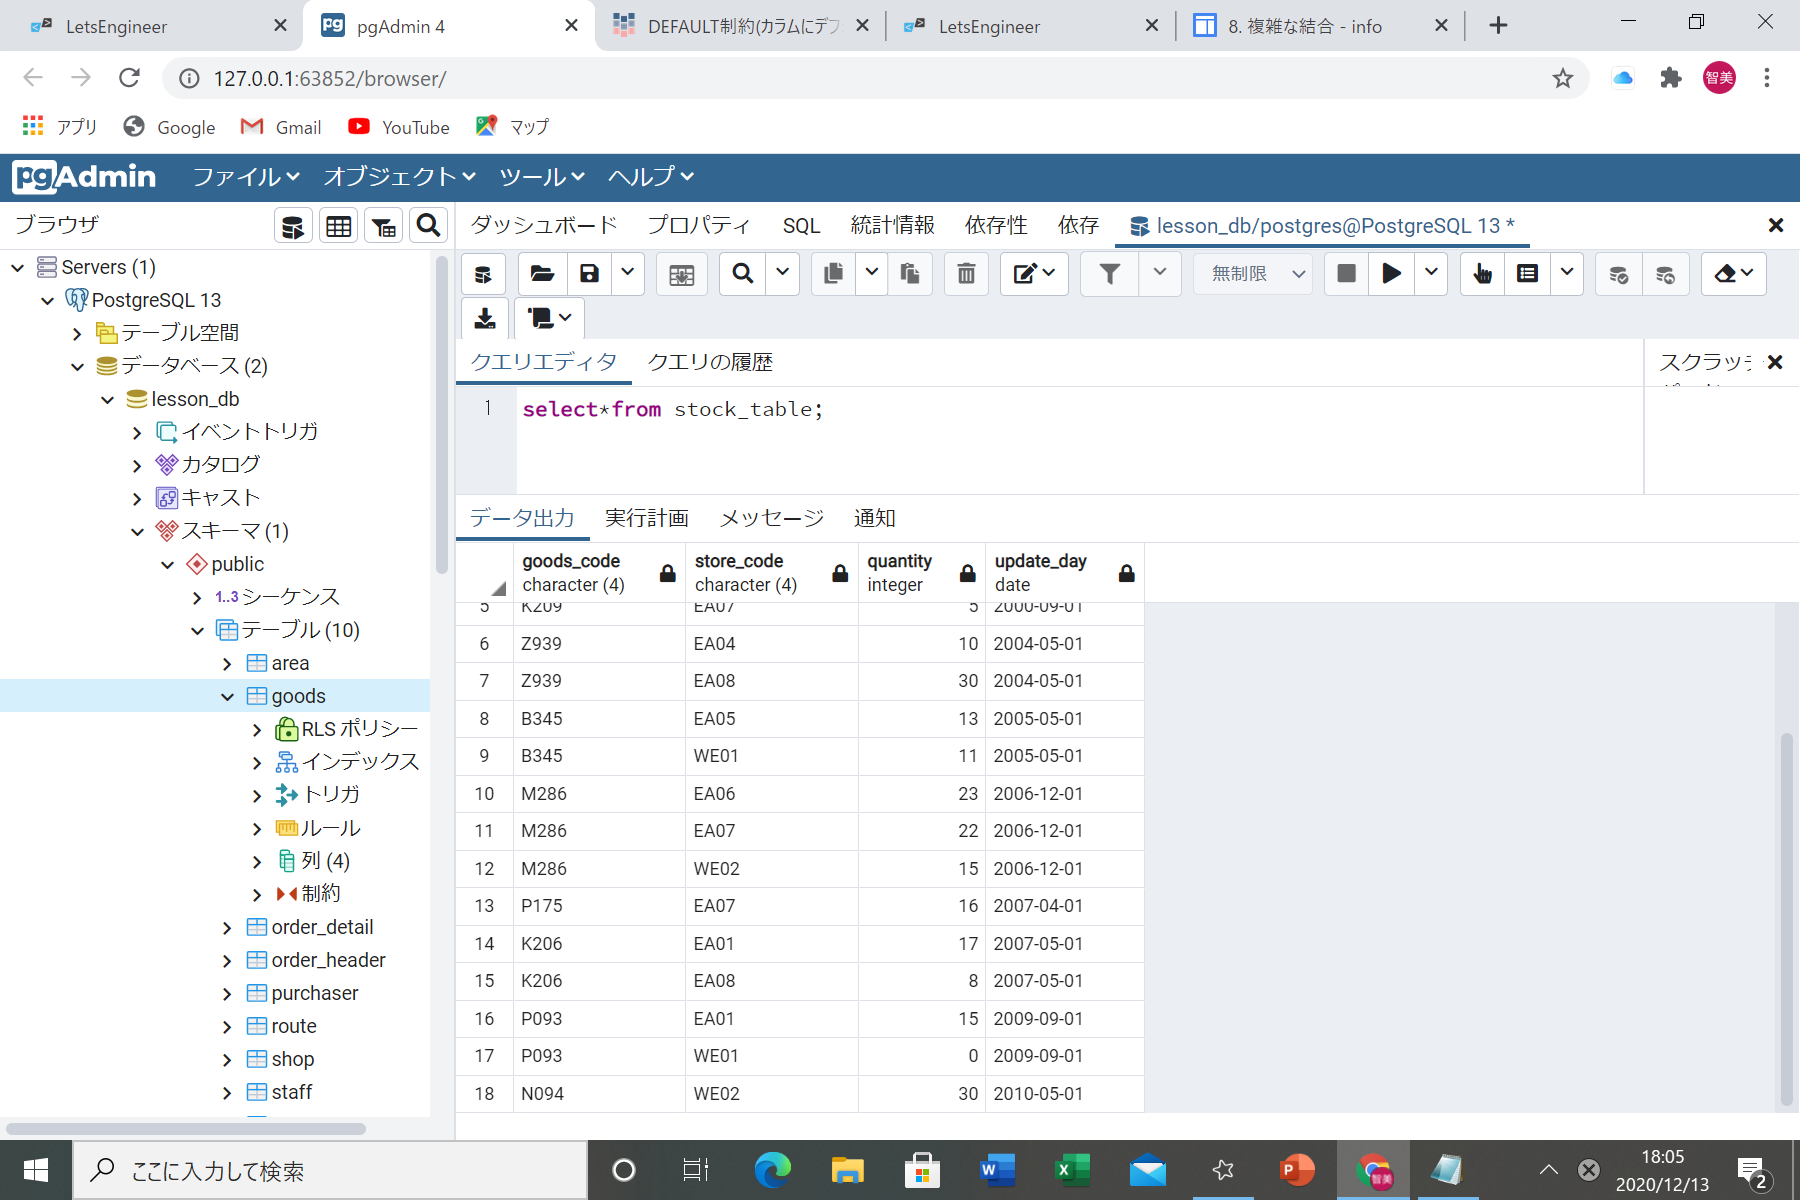 LetsEngineer
pgAdmin 4
DEFAULT制約(カラムにデフ
LetsEngineer
8. 複雑な結合 - info
127.0.0.1:63852/browser/
智美
アプリ
Google
Gmail
YouTube
マップ
pgAdmin
ファイル
オブジェクト
ツール
ヘルプ
ブラウザ
ダッシュボード
プロパティ
SQL
統計情報
依存性
依存
lesson_db/postgres@PostgreSQL 13 *
無制限
Servers (1)
PostgreSQL 13
テーブル空間
データベース (2)
lesson_db
イベントトリガ
カタログ
キャスト
スキーマ (1)
public
1..3 シーケンス
テーブル (10)
area
goods
RLS ポリシー
インデックス
トリガ
ルール
列 (4)
制約
order_detail
order_header
purchaser
route
shop
staff
クエリエディタ
クエリの履歴
スクラッチ
1 select*from stock_table;
データ出力
実行計画
メッセージ
通知
goods_code character (4)
store_code character (4)
quantity integer
update_day date
5 K209 EA07 5 2000-09-01
6 Z939 EA04 10 2004-05-01
7 Z939 EA08 30 2004-05-01
8 B345 EA05 13 2005-05-01
9 B345 WE01 11 2005-05-01
10 M286 EA06 23 2006-12-01
11 M286 EA07 22 2006-12-01
12 M286 WE02 15 2006-12-01
13 P175 EA07 16 2007-04-01
14 K206 EA01 17 2007-05-01
15 K206 EA08 8 2007-05-01
16 P093 EA01 15 2009-09-01
17 P093 WE01 0 2009-09-01
18 N094 WE02 30 2010-05-01
ここに入力して検索
智美
18:05
2020/12/13
2